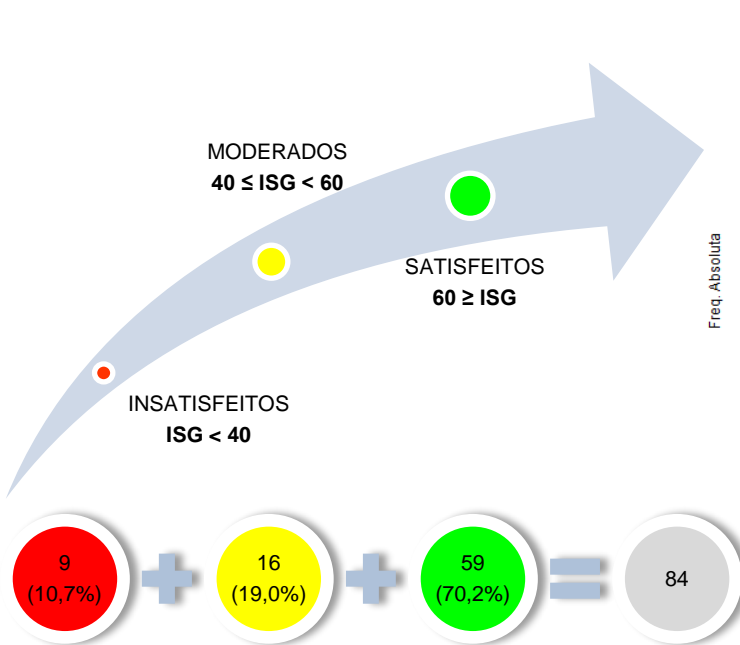 MODERADOS
40 ≤ ISG < 60
SATISFEITOS
60 ≥ ISG
Freq. Absoluta
INSATISFEITOS
ISG < 40
9
(10,7%)
16
(19,0%)
59
(70,2%)
84